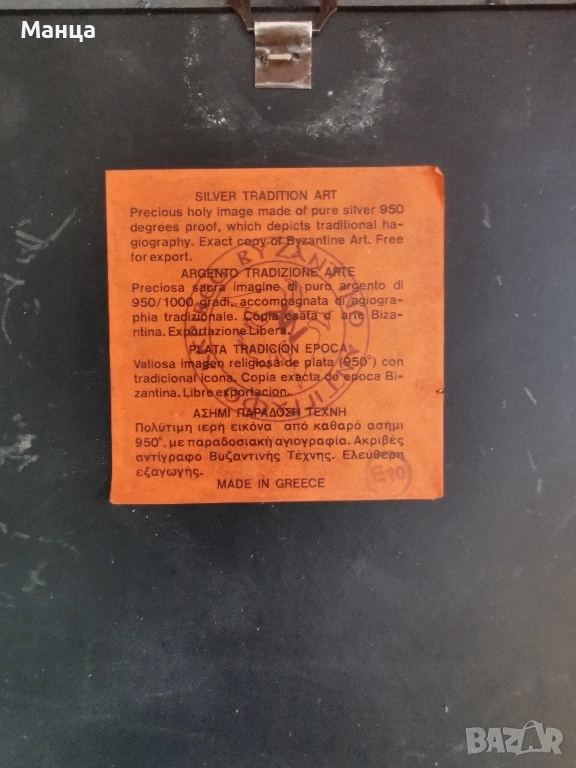 Манца
SILVER TRADITION ART
Precious holy image made of pure silver 950
degrees proof, which depicts traditional ha-
giography. Exact copy of Byzantine Art. Free
for export.
ARGENTO TRADIZIONE ARTE
Preciosa sacra imagine di puro argento di
950/1000 gradi, accompagnata di agiogra-
phia tradizionale. Copia esata d' arte Biza-
ntina. Exportazione Libera.
PLATA TRADICION EPOCA
Valiosa imagen religiosa de plata (950°) con
tradicional icona. Copia exacta de epoca Bi-
zantina. Libre exportacion.
ΑΣΗΜΙ ΠΑΡΑΔΟΣΗ ΤΕΧΝΗ
Πολύτιμη ιερή εικόνα από καθαρό ασήμι
950°, με παραδοσιακή αγιογραφία. Ακριβές
αντίγραφο Βυζαντινής Τέχνης. Ελεύθερη
εξαγωγής.
MADE IN GREECE
E10
BAZAR